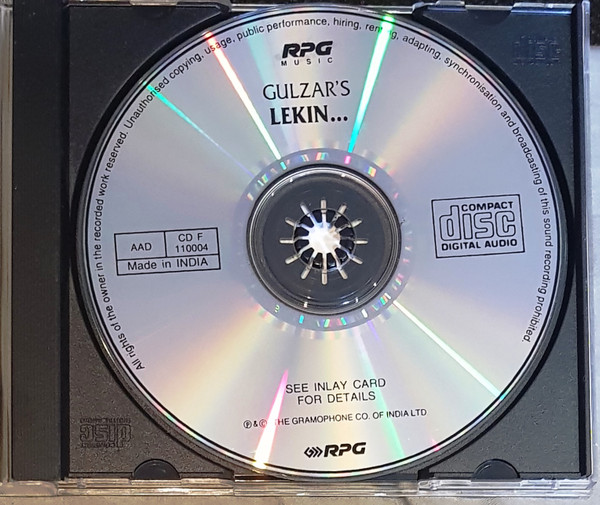 All rights of the owner in the recorded work reserved. Unauthorised copying, usage, public performance, hiring, renting, adapting, synchronisation and broadcasting of this sound recording prohibited.
RPG
MUSIC
GULZAR'S
LEKIN...
AAD
CD F
110004
Made in INDIA
COMPACT
disc
DIGITAL AUDIO
SEE INLAY CARD
FOR DETAILS
℗ & © THE GRAMOPHONE CO. OF INDIA LTD
RPG
disc
disc